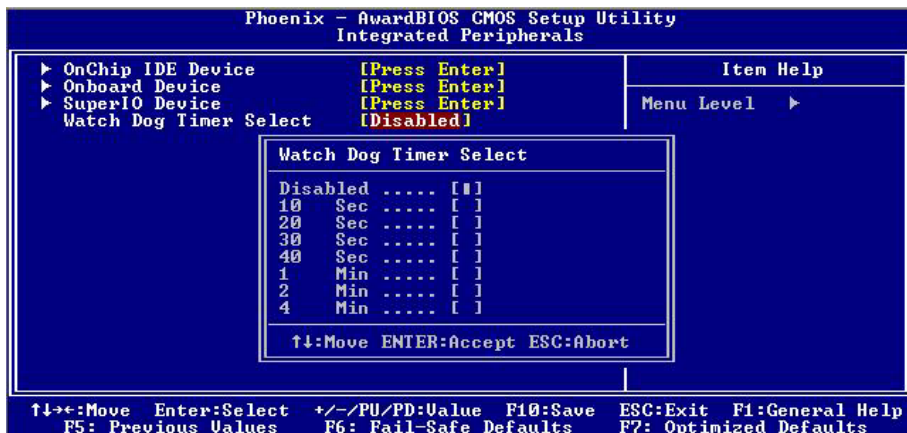 Phoenix - AwardBIOS CMOS Setup Utility
Integrated Peripherals
▶ OnChip IDE Device [Press Enter]
▶ Onboard Device [Press Enter]
▶ SuperIO Device [Press Enter]
Watch Dog Timer Select [Disabled]
Item Help
Menu Level ▶
Watch Dog Timer Select
Disabled ..... [▮]
10 Sec ..... [ ]
20 Sec ..... [ ]
30 Sec ..... [ ]
40 Sec ..... [ ]
1 Min ..... [ ]
2 Min ..... [ ]
4 Min ..... [ ]
↑↓:Move ENTER:Accept ESC:Abort
↑↓→←:Move Enter:Select +/-/PU/PD:Value F10:Save ESC:Exit F1:General Help
F5: Previous Values F6: Fail-Safe Defaults F7: Optimized Defaults